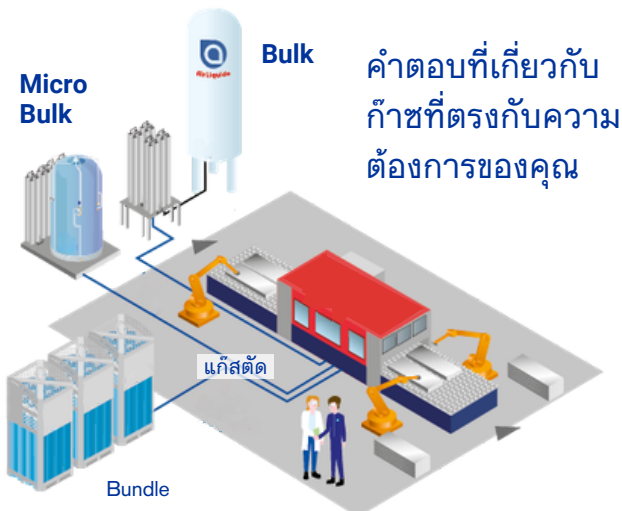 Bulk
Air Liquide
Micro
Bulk
คำตอบที่เกี่ยวกับ
ก๊าซที่ตรงกับความ
ต้องการของคุณ
แก๊สตัด
Bundle